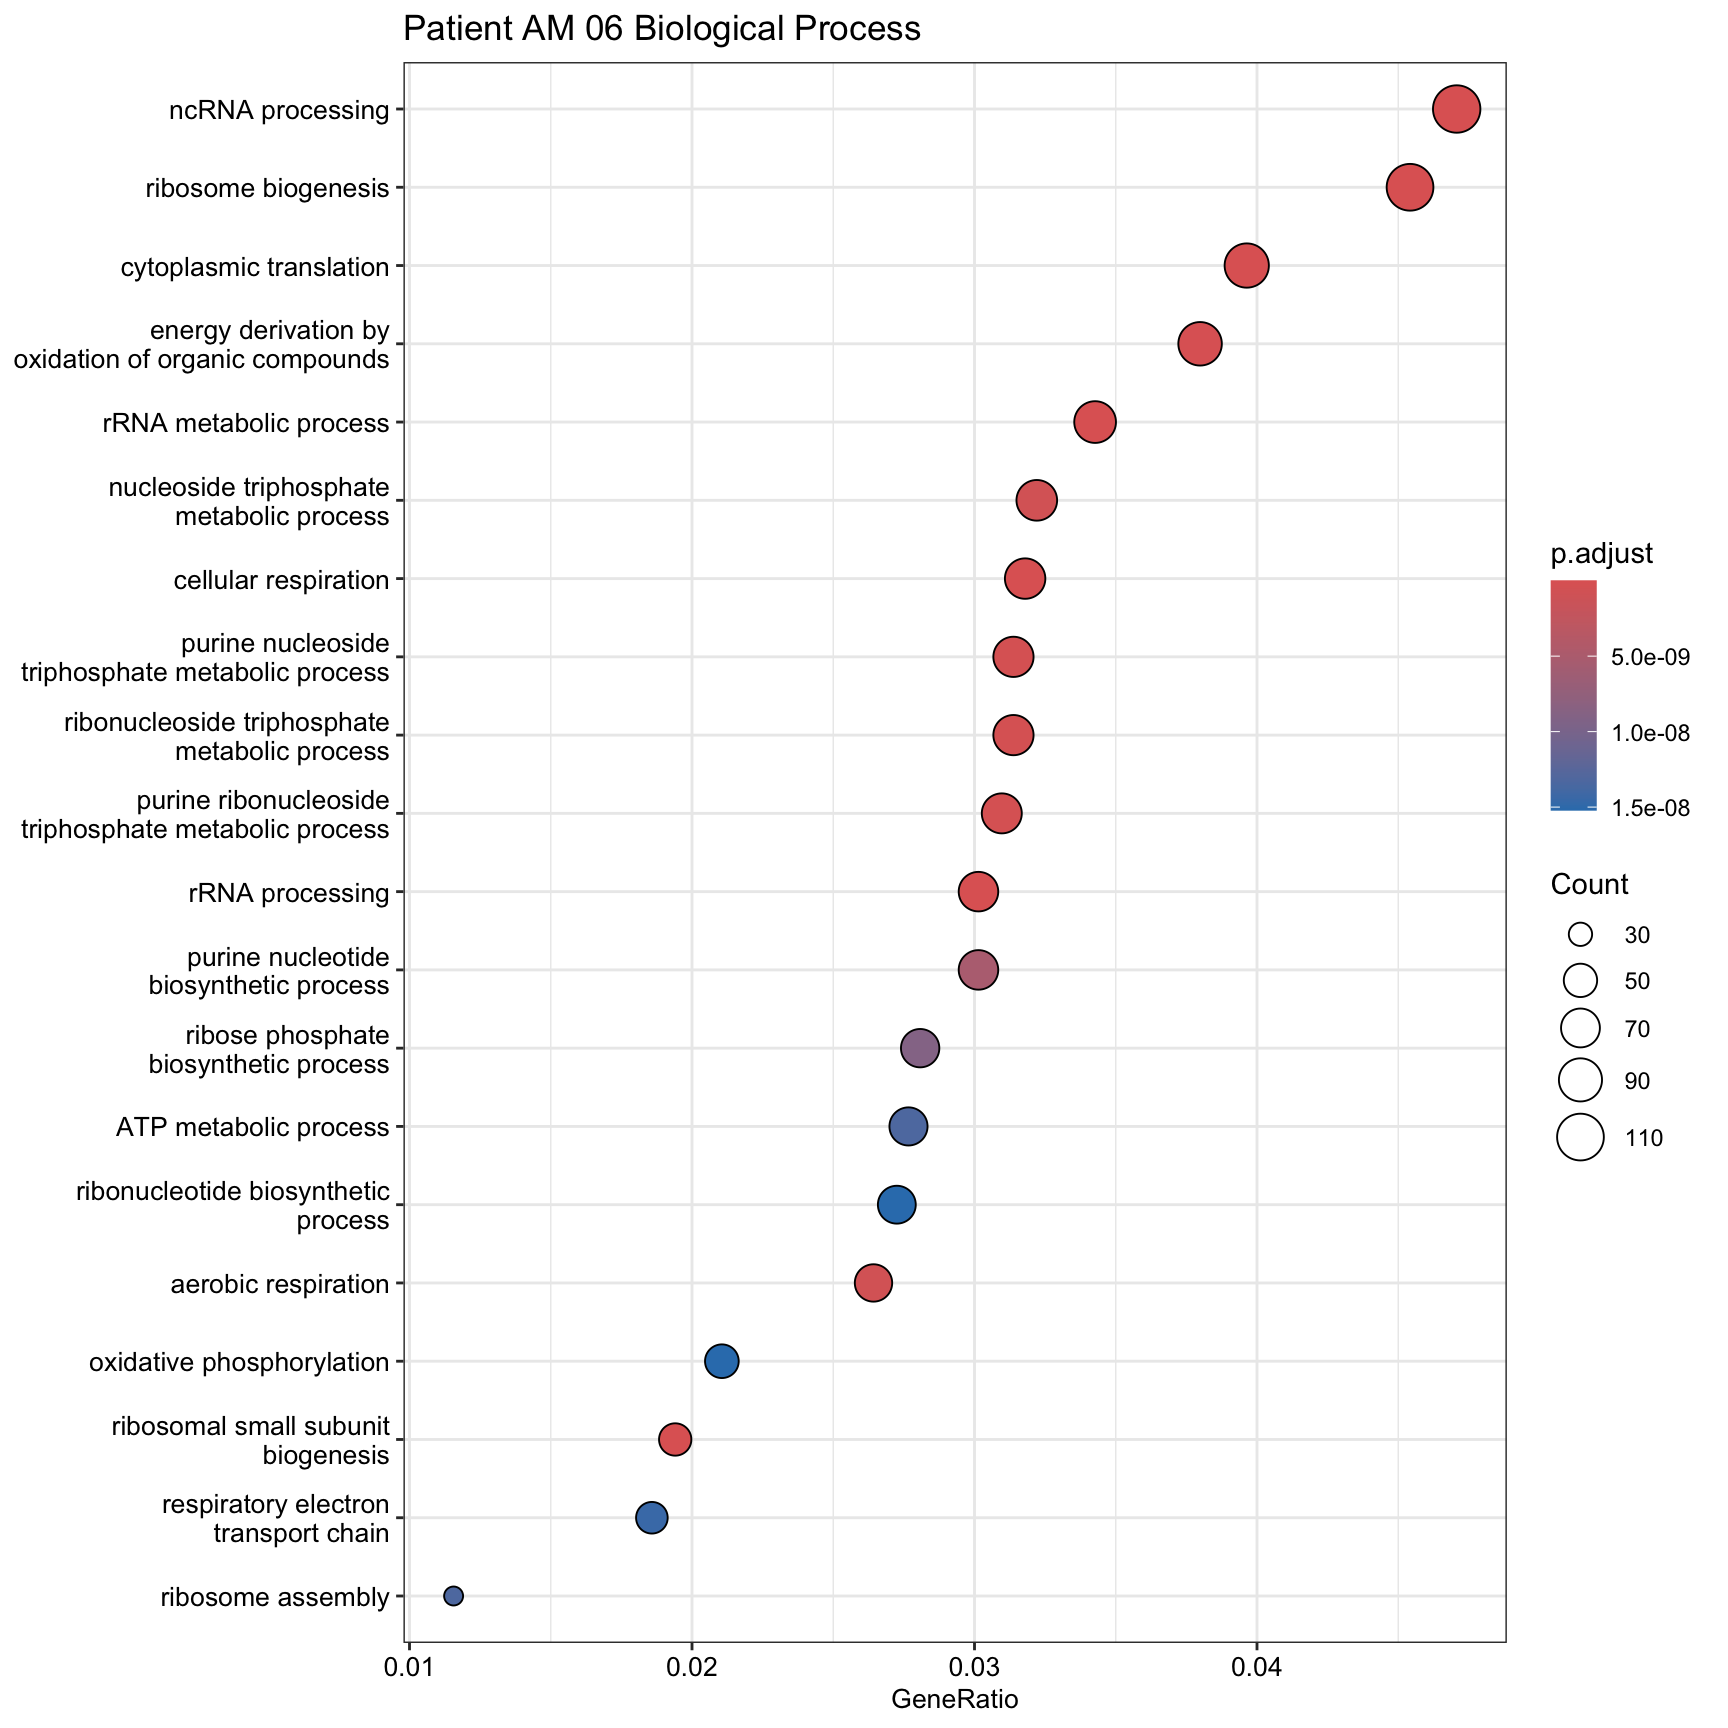 Patient AM 06 Biological Process
ncRNA processing
ribosome biogenesis
cytoplasmic translation
energy derivation by
oxidation of organic compounds
rRNA metabolic process
nucleoside triphosphate
metabolic process
cellular respiration
purine nucleoside
triphosphate metabolic process
ribonucleoside triphosphate
metabolic process
purine ribonucleoside
triphosphate metabolic process
rRNA processing
purine nucleotide
biosynthetic process
ribose phosphate
biosynthetic process
ATP metabolic process
ribonucleotide biosynthetic
process
aerobic respiration
oxidative phosphorylation
ribosomal small subunit
biogenesis
respiratory electron
transport chain
ribosome assembly
0.01 0.02 0.03 0.04
GeneRatio
p.adjust
5.0e-09
1.0e-08
1.5e-08
Count
30
50
70
90
110